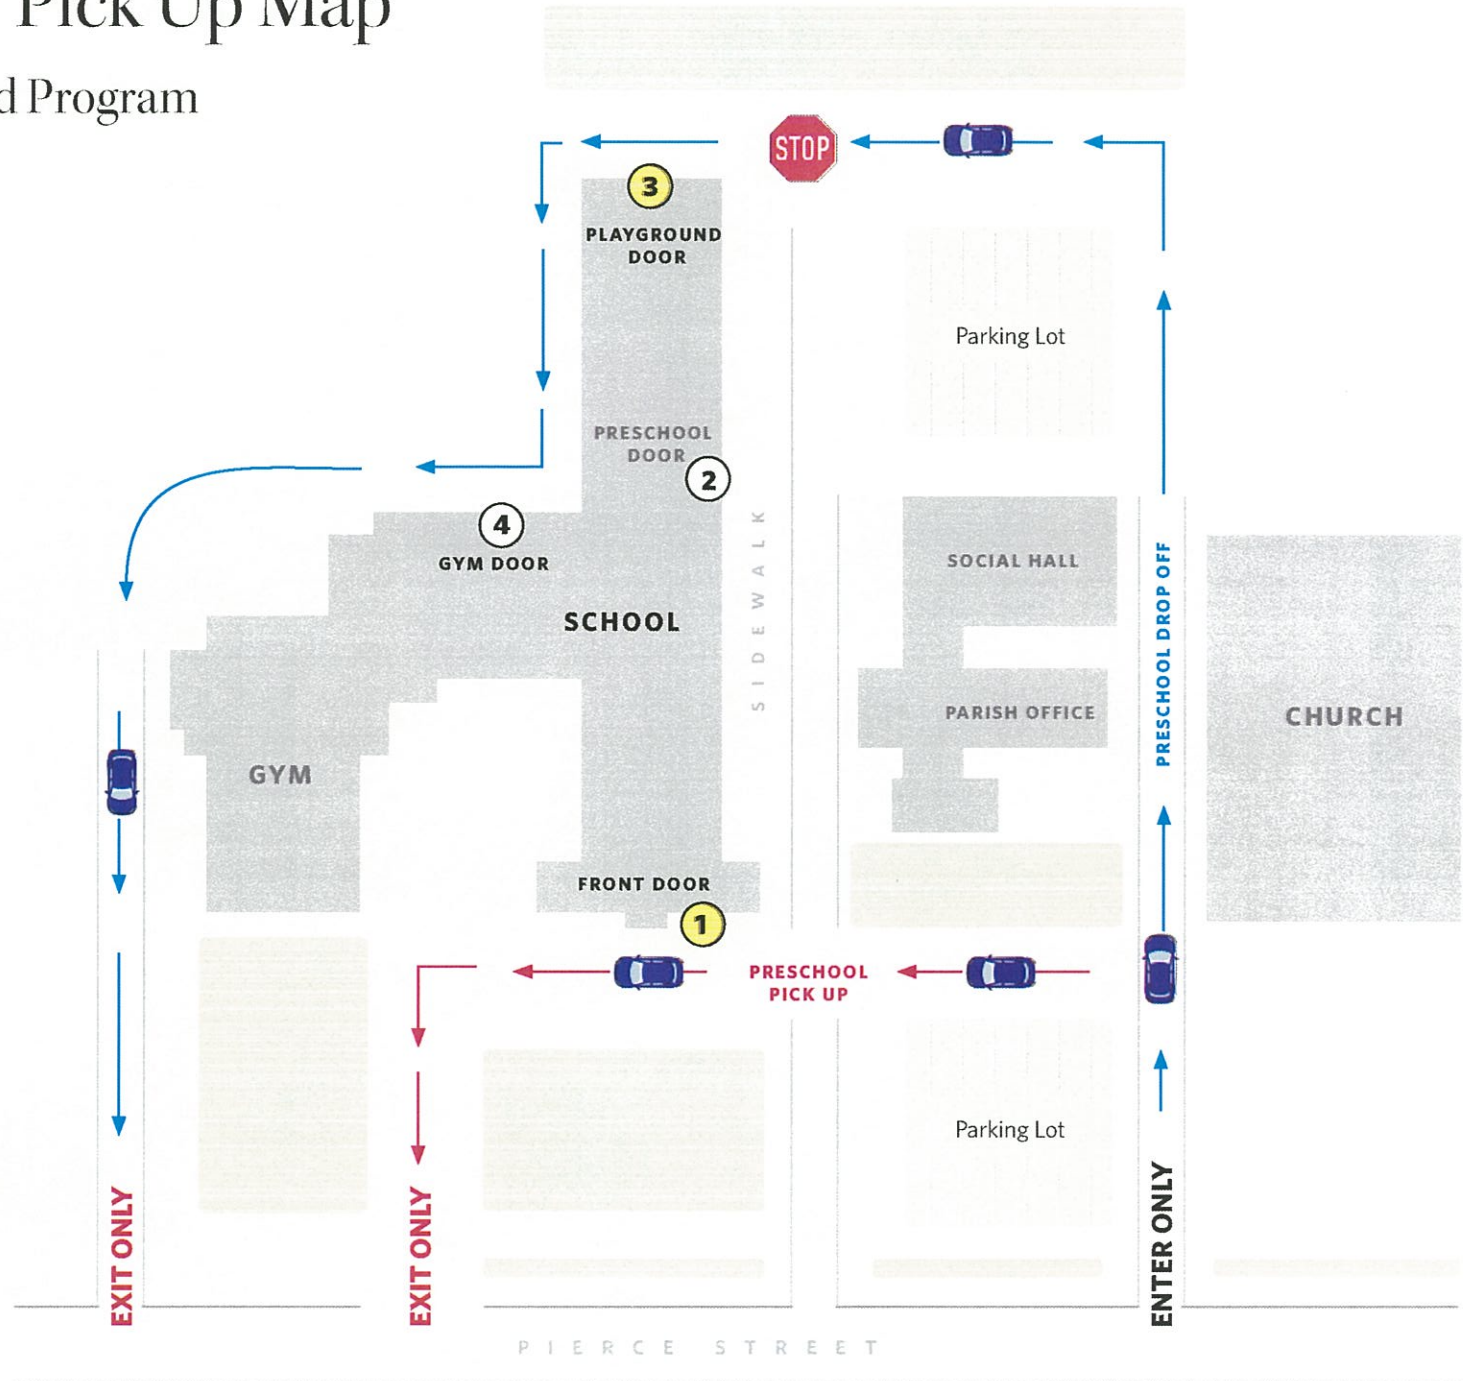 Pick Up Map
d Program
STOP
3
PLAYGROUND
DOOR
Parking Lot
PRESCHOOL
DOOR
2
4
GYM DOOR
SCHOOL
SIDEWALK
SOCIAL HALL
PARISH OFFICE
PRESCHOOL DROP OFF
CHURCH
GYM
FRONT DOOR
1
PRESCHOOL
PICK UP
Parking Lot
EXIT ONLY
EXIT ONLY
ENTER ONLY
PIERCE STREET